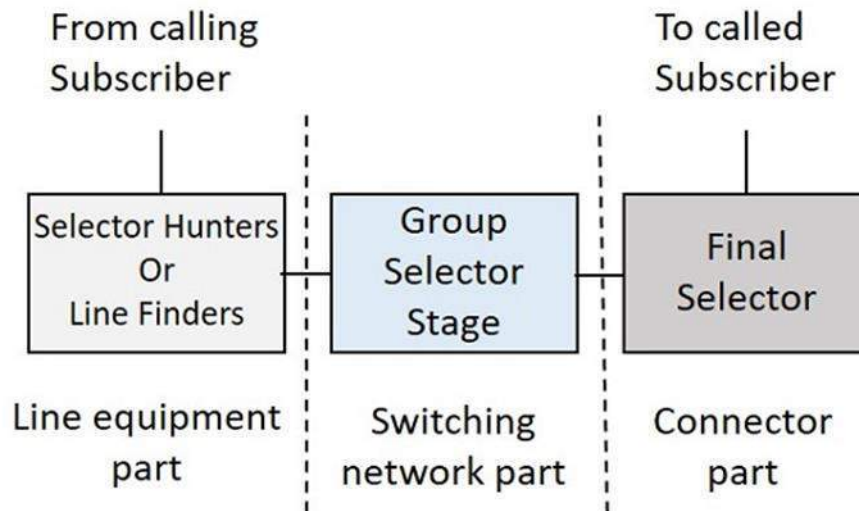 From calling
Subscriber
To called
Subscriber
Selector Hunters
Or
Line Finders
Group
Selector
Stage
Final
Selector
Line equipment
part
Switching
network part
Connector
part